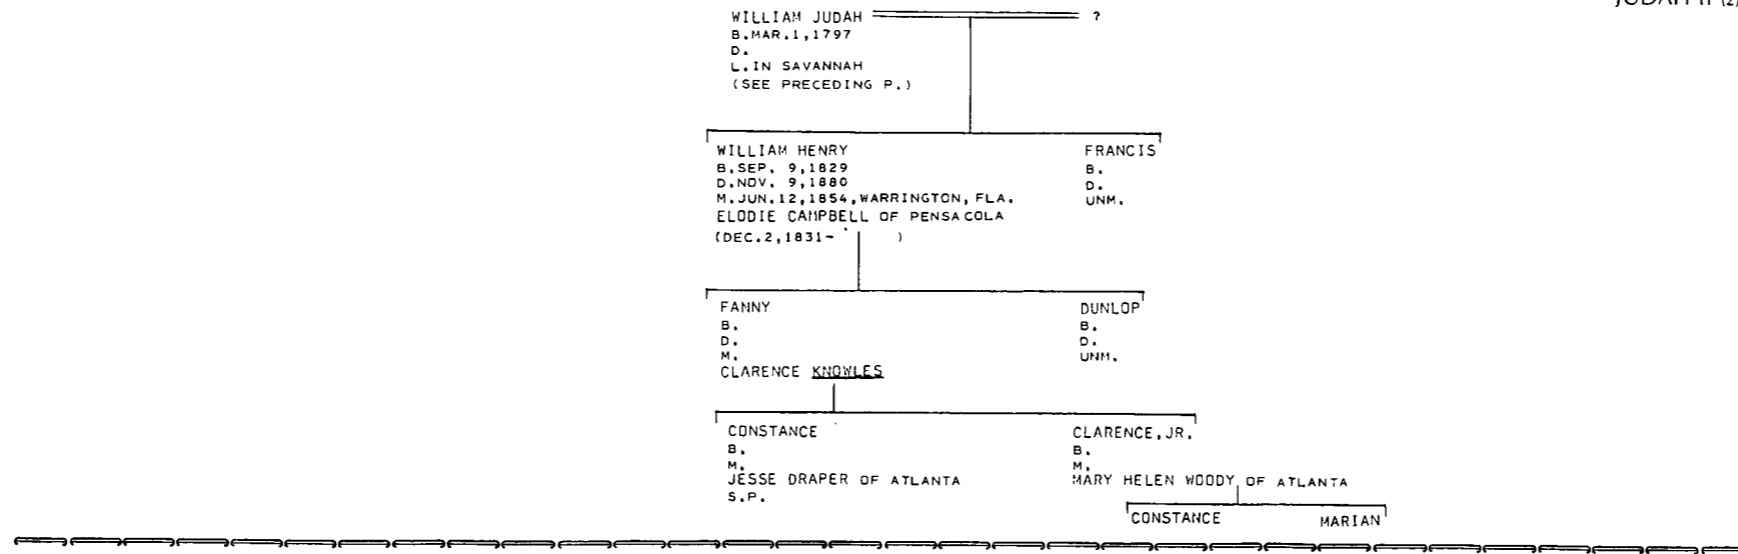 JUDAH II (2)
WILLIAM JUDAH ?
B.MAR.1,1797
D.
L.IN SAVANNAH
(SEE PRECEDING P.)
WILLIAM HENRY
B.SEP. 9,1829
D.NOV. 9,1880
M.JUN.12,1854,WARRINGTON, FLA.
ELODIE CAMPBELL OF PENSACOLA
(DEC.2,1831- )
FRANCIS
B.
D.
UNM.
FANNY
B.
D.
M.
CLARENCE KNOWLES
DUNLOP
B.
D.
UNM.
CONSTANCE
B.
M.
JESSE DRAPER OF ATLANTA
S.P.
CLARENCE,JR.
B.
M.
MARY HELEN WOODY OF ATLANTA
CONSTANCE MARIAN